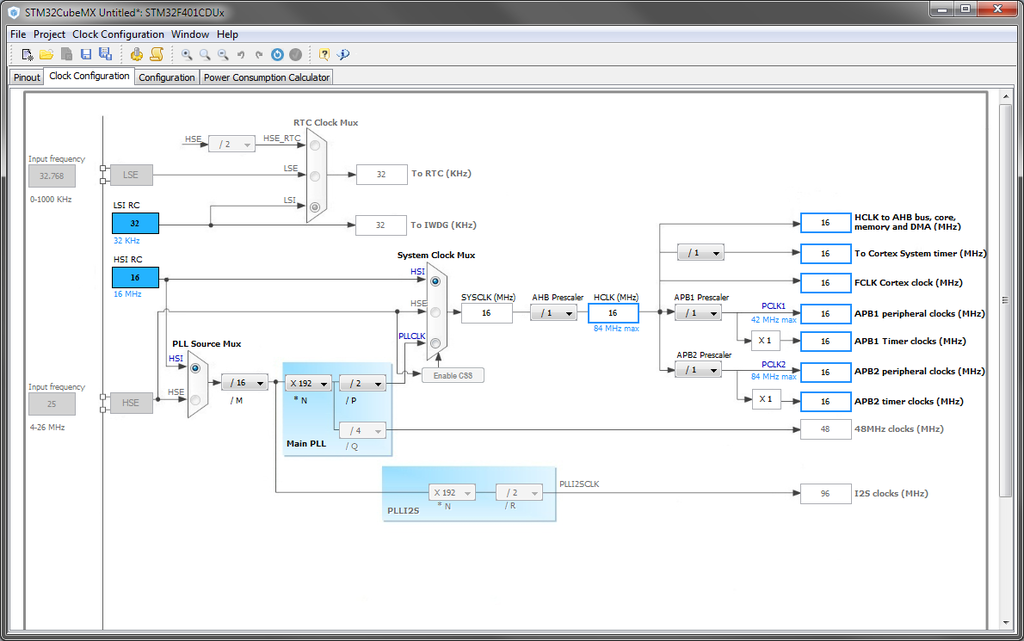 STM32CubeMX Untitled*: STM32F401CDUx
File Project Clock Configuration Window Help
Pinout Clock Configuration Configuration Power Consumption Calculator
RTC Clock Mux
HSE / 2 HSE_RTC
Input frequency
32.768
0-1000 KHz
LSE LSE
32 To RTC (KHz)
LSI RC
32
32 KHz
LSI
32 To IWDG (KHz)
HSI RC
16
16 MHz
System Clock Mux
HSI
HSE
PLLCLK
Enable CSS
SYSCLK (MHz)
16
AHB Prescaler
/ 1
HCLK (MHz)
16
84 MHz max
16 HCLK to AHB bus, core,
memory and DMA (MHz)
/ 1 16 To Cortex System timer (MHz)
16 FCLK Cortex clock (MHz)
APB1 Prescaler
/ 1
PCLK1
42 MHz max
16 APB1 peripheral clocks (MHz)
X 1 16 APB1 Timer clocks (MHz)
APB2 Prescaler
/ 1
PCLK2
84 MHz max
16 APB2 peripheral clocks (MHz)
X 1 16 APB2 timer clocks (MHz)
PLL Source Mux
HSI
HSE
Input frequency
25
4-26 MHz
HSE
/ 16
/ M
X 192
* N
/ 2
/ P
/ 4
/ Q
Main PLL
48 48MHz clocks (MHz)
X 192
* N
/ 2
/ R
PLLI2S
PLLI2SCLK
96 I2S clocks (MHz)